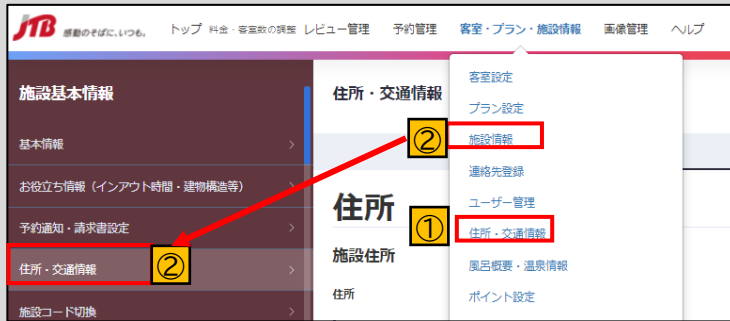 JTB 感動のそばに、いつも。 トップ 料金・客室数の調整 レビュー管理 予約管理 客室・プラン・施設情報 画像管理 ヘルプ
施設基本情報
基本情報
お役立ち情報（インアウト時間・建物構造等）
予約通知・請求書設定
住所・交通情報 ②
施設コード切換
住所・交通情報
住所
施設住所
住所
客室設定
プラン設定
② 施設情報
連絡先登録
ユーザー管理
① 住所・交通情報
風呂概要・温泉情報
ポイント設定